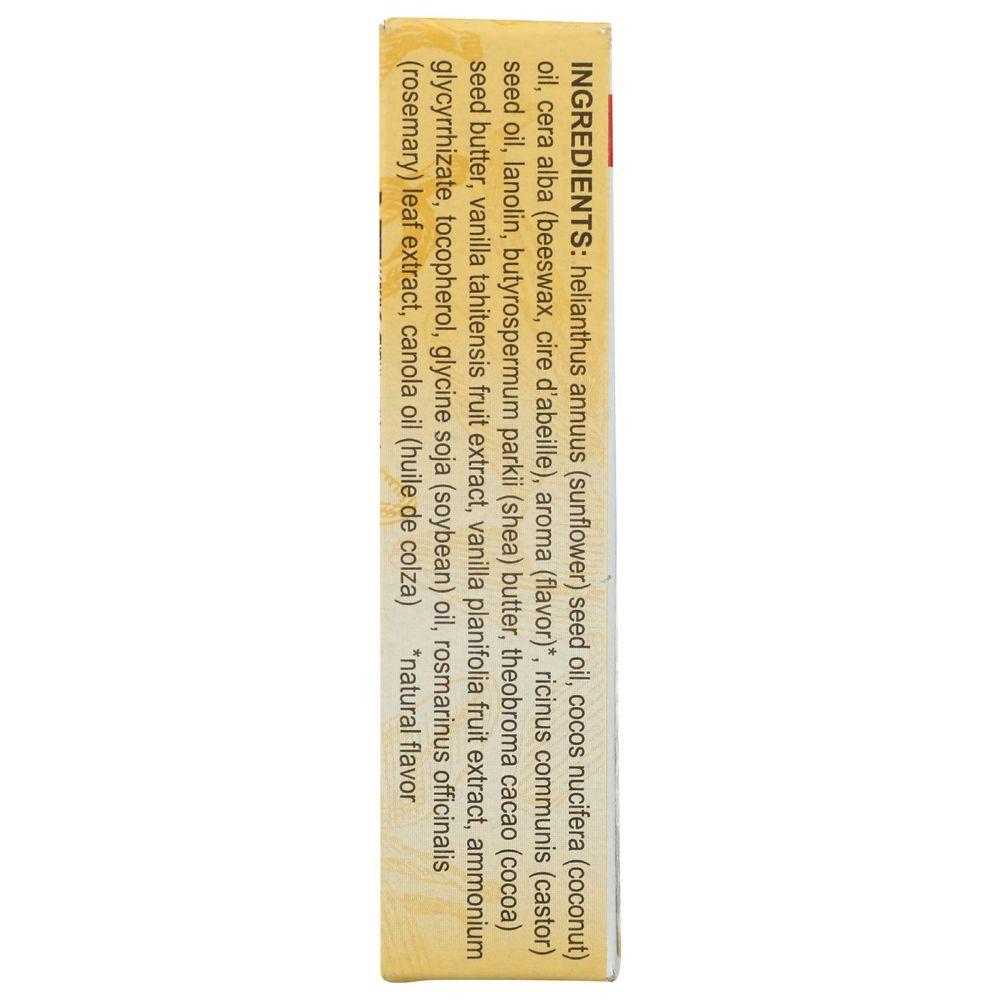 INGREDIENTS: helianthus annuus (sunflower) seed oil, cocos nucifera (coconut)
oil, cera alba (beeswax, cire d'abeille), aroma (flavor)*, ricinus communis (castor)
seed oil, lanolin, butyrospermum parkii (shea) butter, theobroma cacao (cocoa)
seed butter, vanilla tahitensis fruit extract, vanilla planifolia fruit extract, ammonium
glycyrrhizate, tocopherol, glycine soja (soybean) oil, rosmarinus officinalis
(rosemary) leaf extract, canola oil (huile de colza) *natural flavor